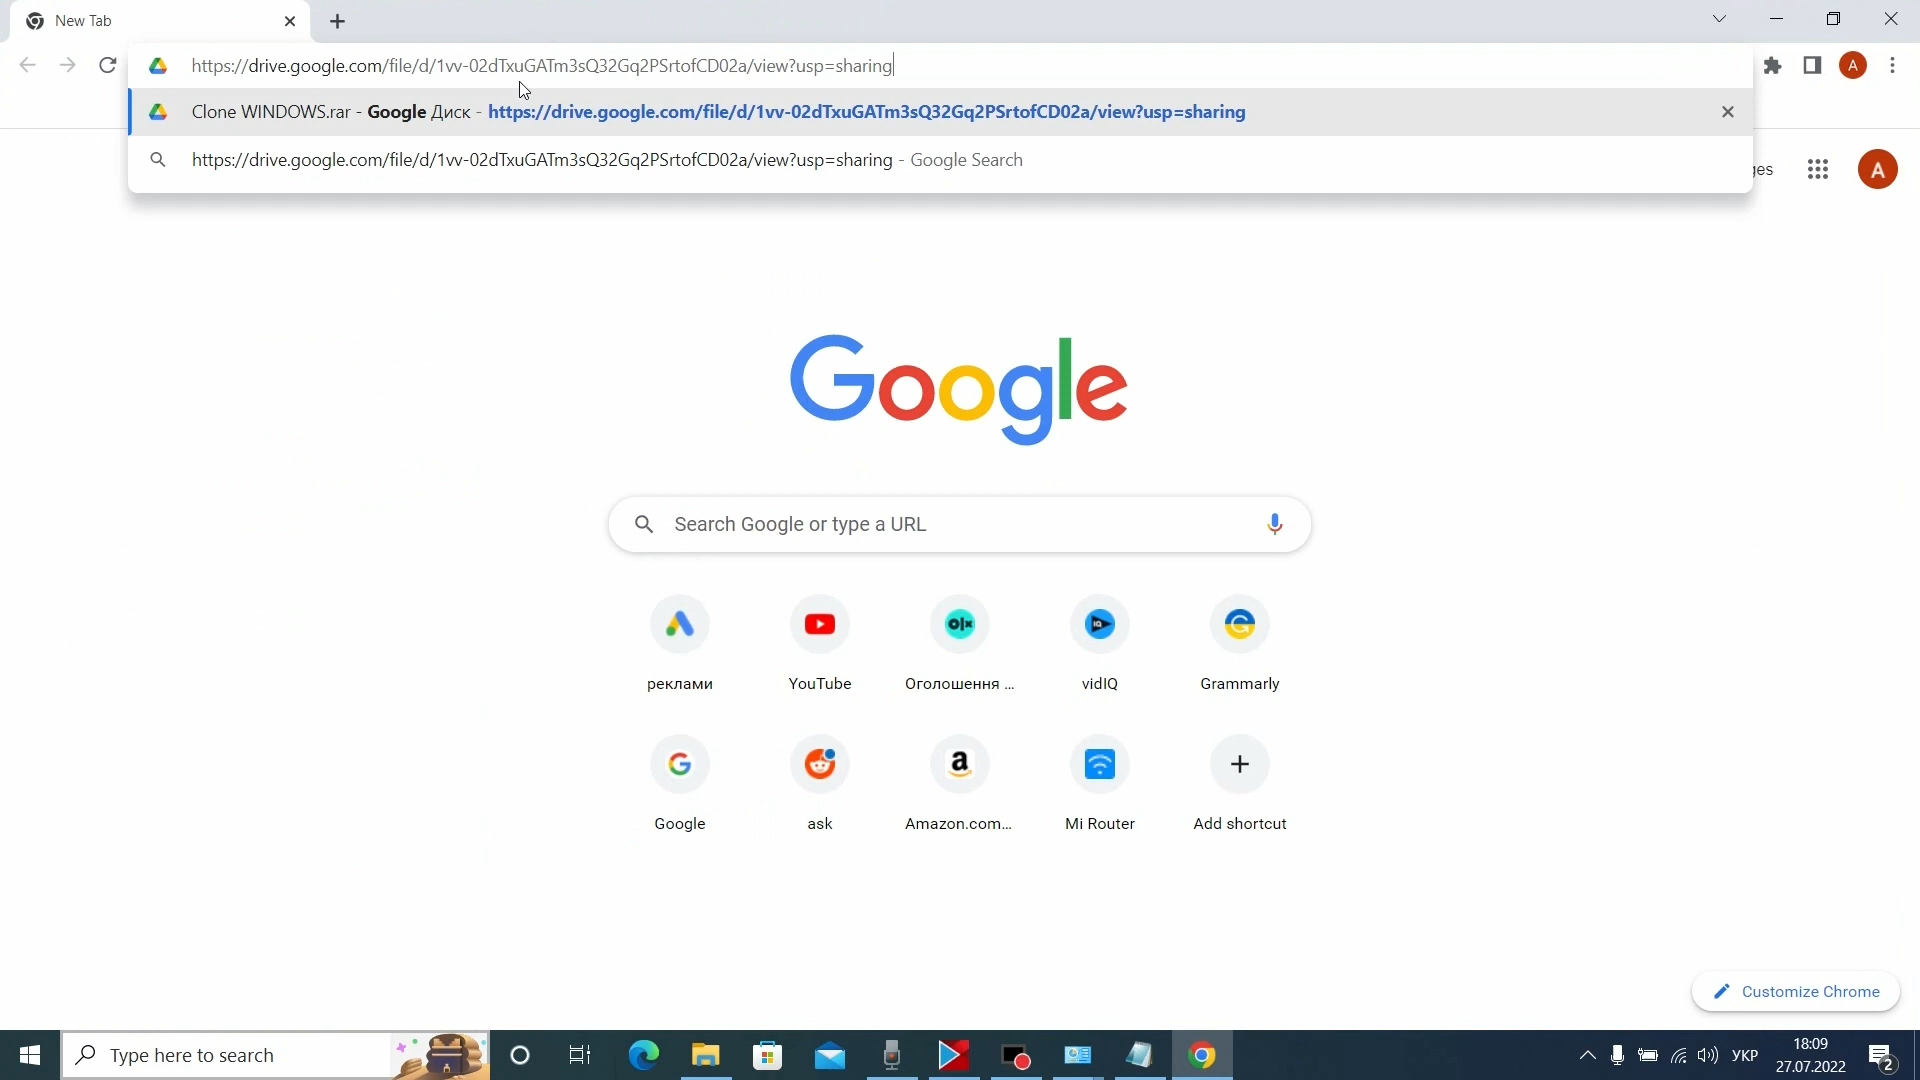 New Tab
https://drive.google.com/file/d/1vv-02dTxuGATm3sQ32Gq2PSrtofCD02a/view?usp=sharing
A
Clone WINDOWS.rar - Google Диск - https://drive.google.com/file/d/1vv-02dTxuGATm3sQ32Gq2PSrtofCD02a/view?usp=sharing
https://drive.google.com/file/d/1vv-02dTxuGATm3sQ32Gq2PSrtofCD02a/view?usp=sharing - Google Search
A
Google
Search Google or type a URL
olx IQ
реклами YouTube Оголошення ... vidIQ Grammarly
Google ask Amazon.com... Mi Router Add shortcut
Customize Chrome
Type here to search
УКР
18:09
27.07.2022
2